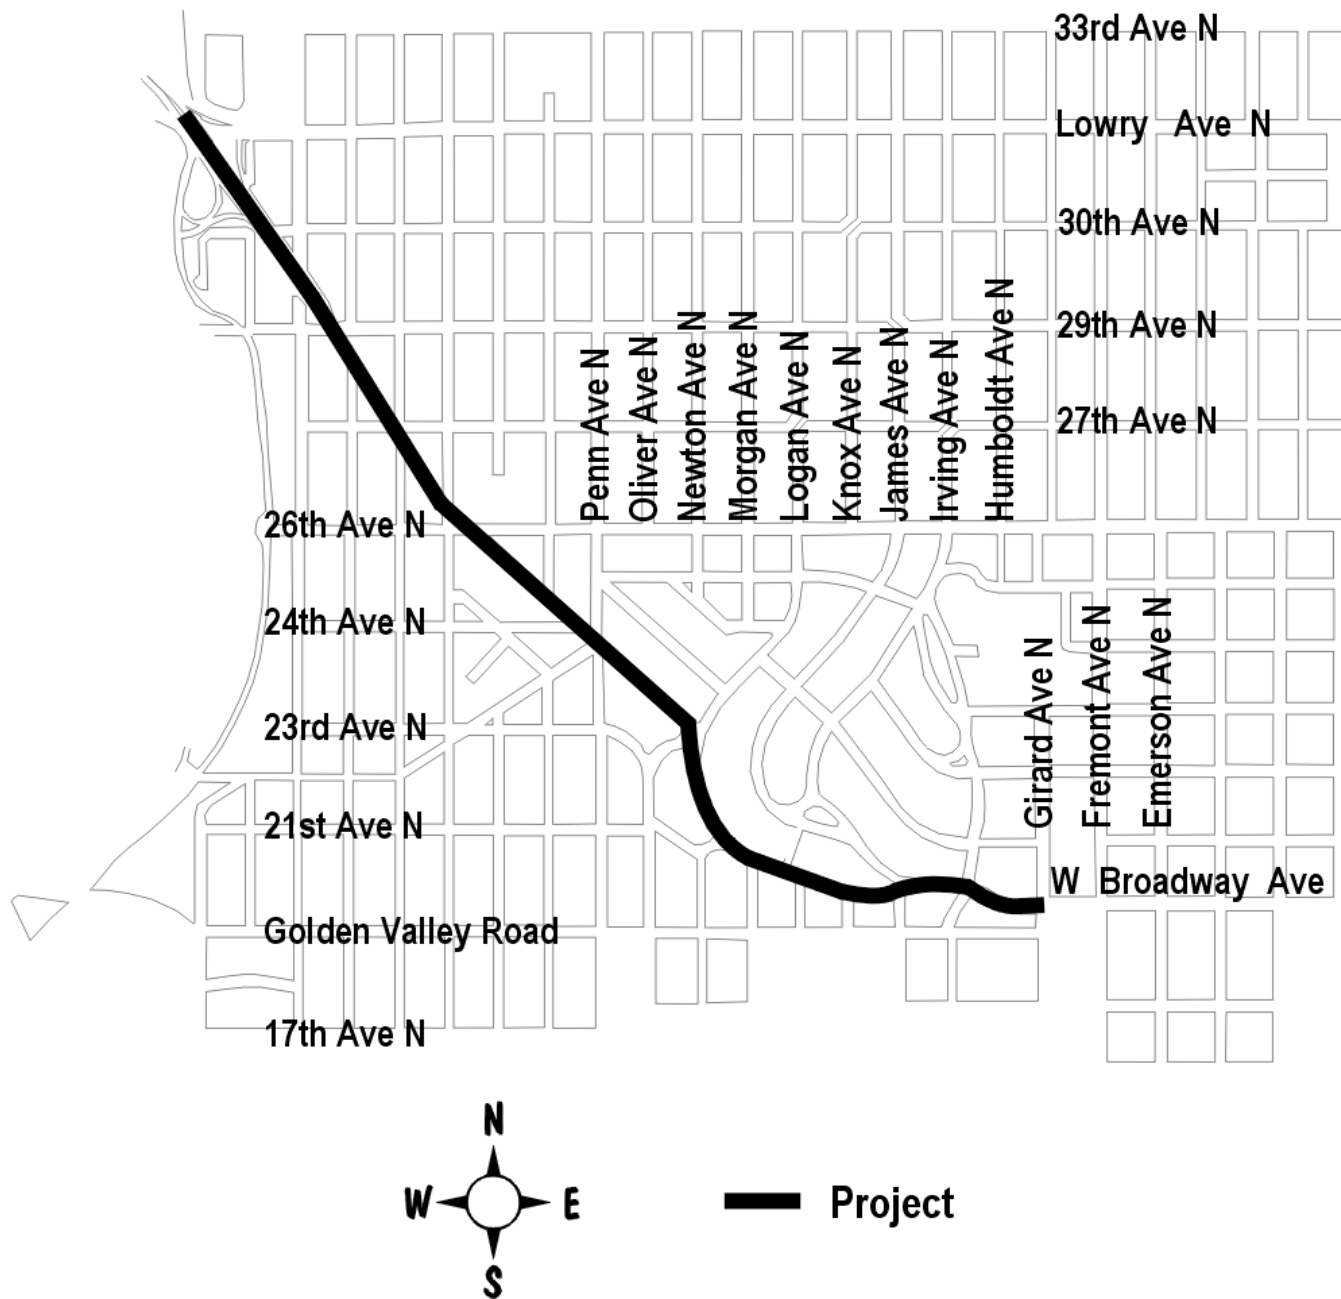 33rd Ave N
Lowry Ave N
30th Ave N
29th Ave N
27th Ave N
Penn Ave N
Oliver Ave N
Newton Ave N
Morgan Ave N
Logan Ave N
Knox Ave N
James Ave N
Irving Ave N
Humboldt Ave N
26th Ave N
24th Ave N
23rd Ave N
21st Ave N
Girard Ave N
Fremont Ave N
Emerson Ave N
W Broadway Ave
Golden Valley Road
17th Ave N
N
W
E
S
Project